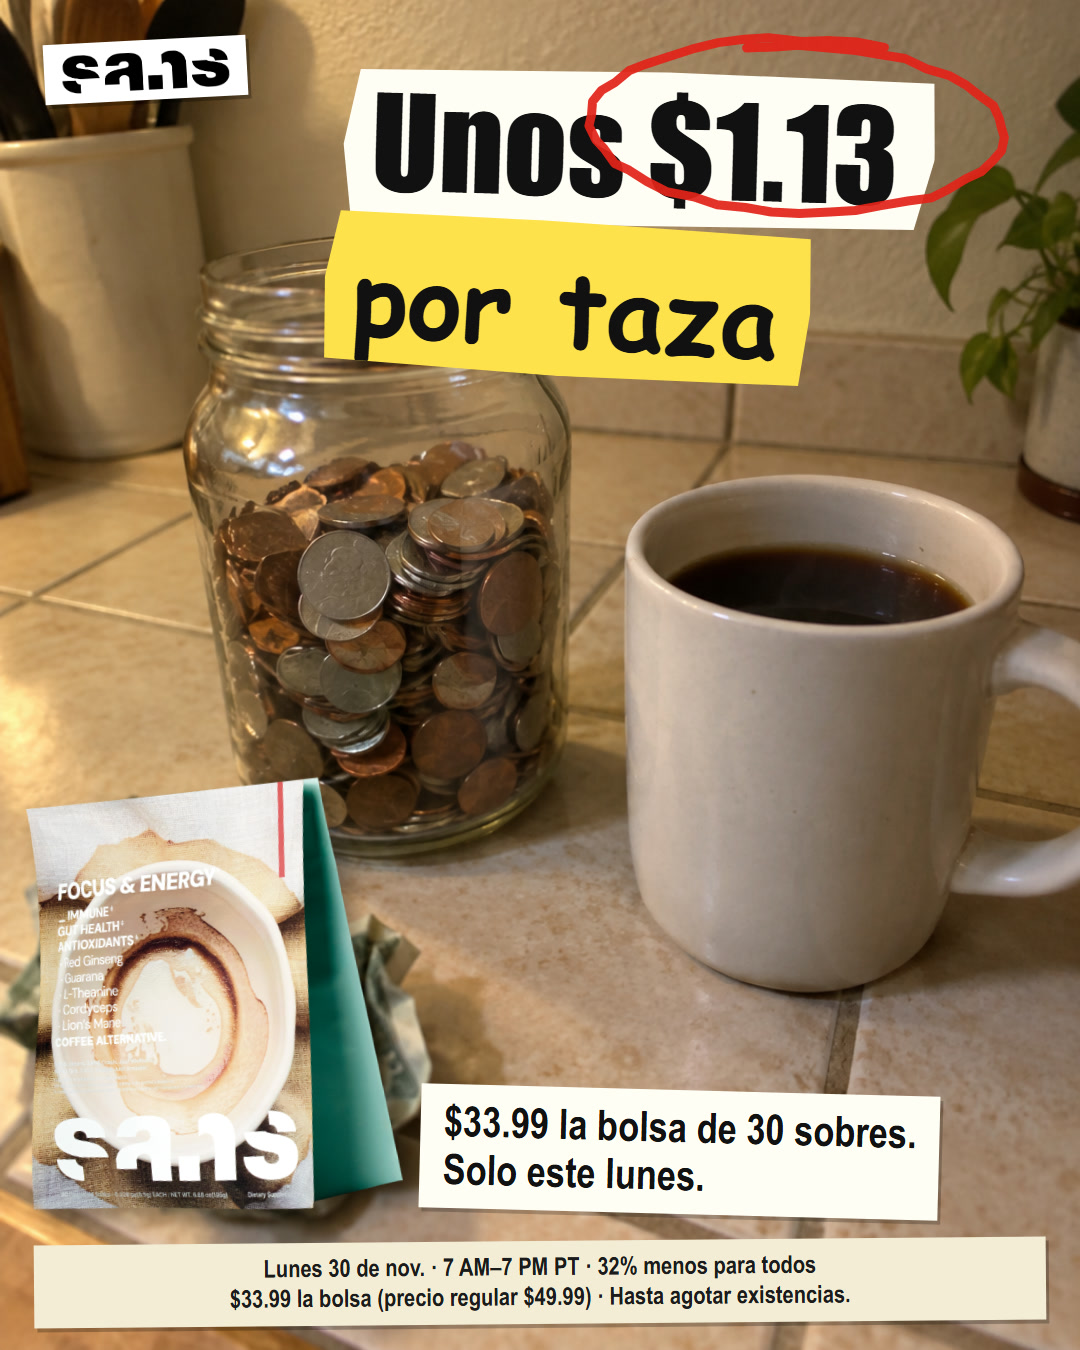 sans
Unos $1.13
por taza
FOCUS & ENERGY
IMMUNE
GUT HEALTH
ANTIOXIDANTS
Red Ginseng
Guarana
L-Theanine
Cordyceps
Lion's Mane
COFFEE ALTERNATIVE.
sans
$33.99 la bolsa de 30 sobres.
Solo este lunes.
Lunes 30 de nov. · 7 AM–7 PM PT · 32% menos para todos
$33.99 la bolsa (precio regular $49.99) · Hasta agotar existencias.